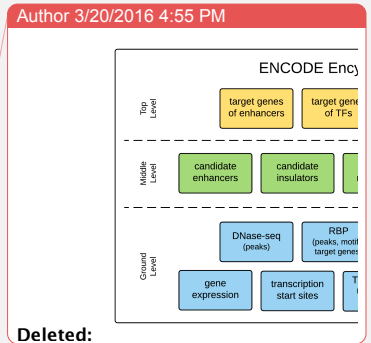 Author 3/20/2016 4:55 PM
ENCODE Ency
Top
Level
target genes
of enhancers
target gene
of TFs
Middle
Level
candidate
enhancers
candidate
insulators
Ground
Level
DNase-seq
(peaks)
RBP
(peaks, motif
target genes
gene
expression
transcription
start sites
T
Deleted: